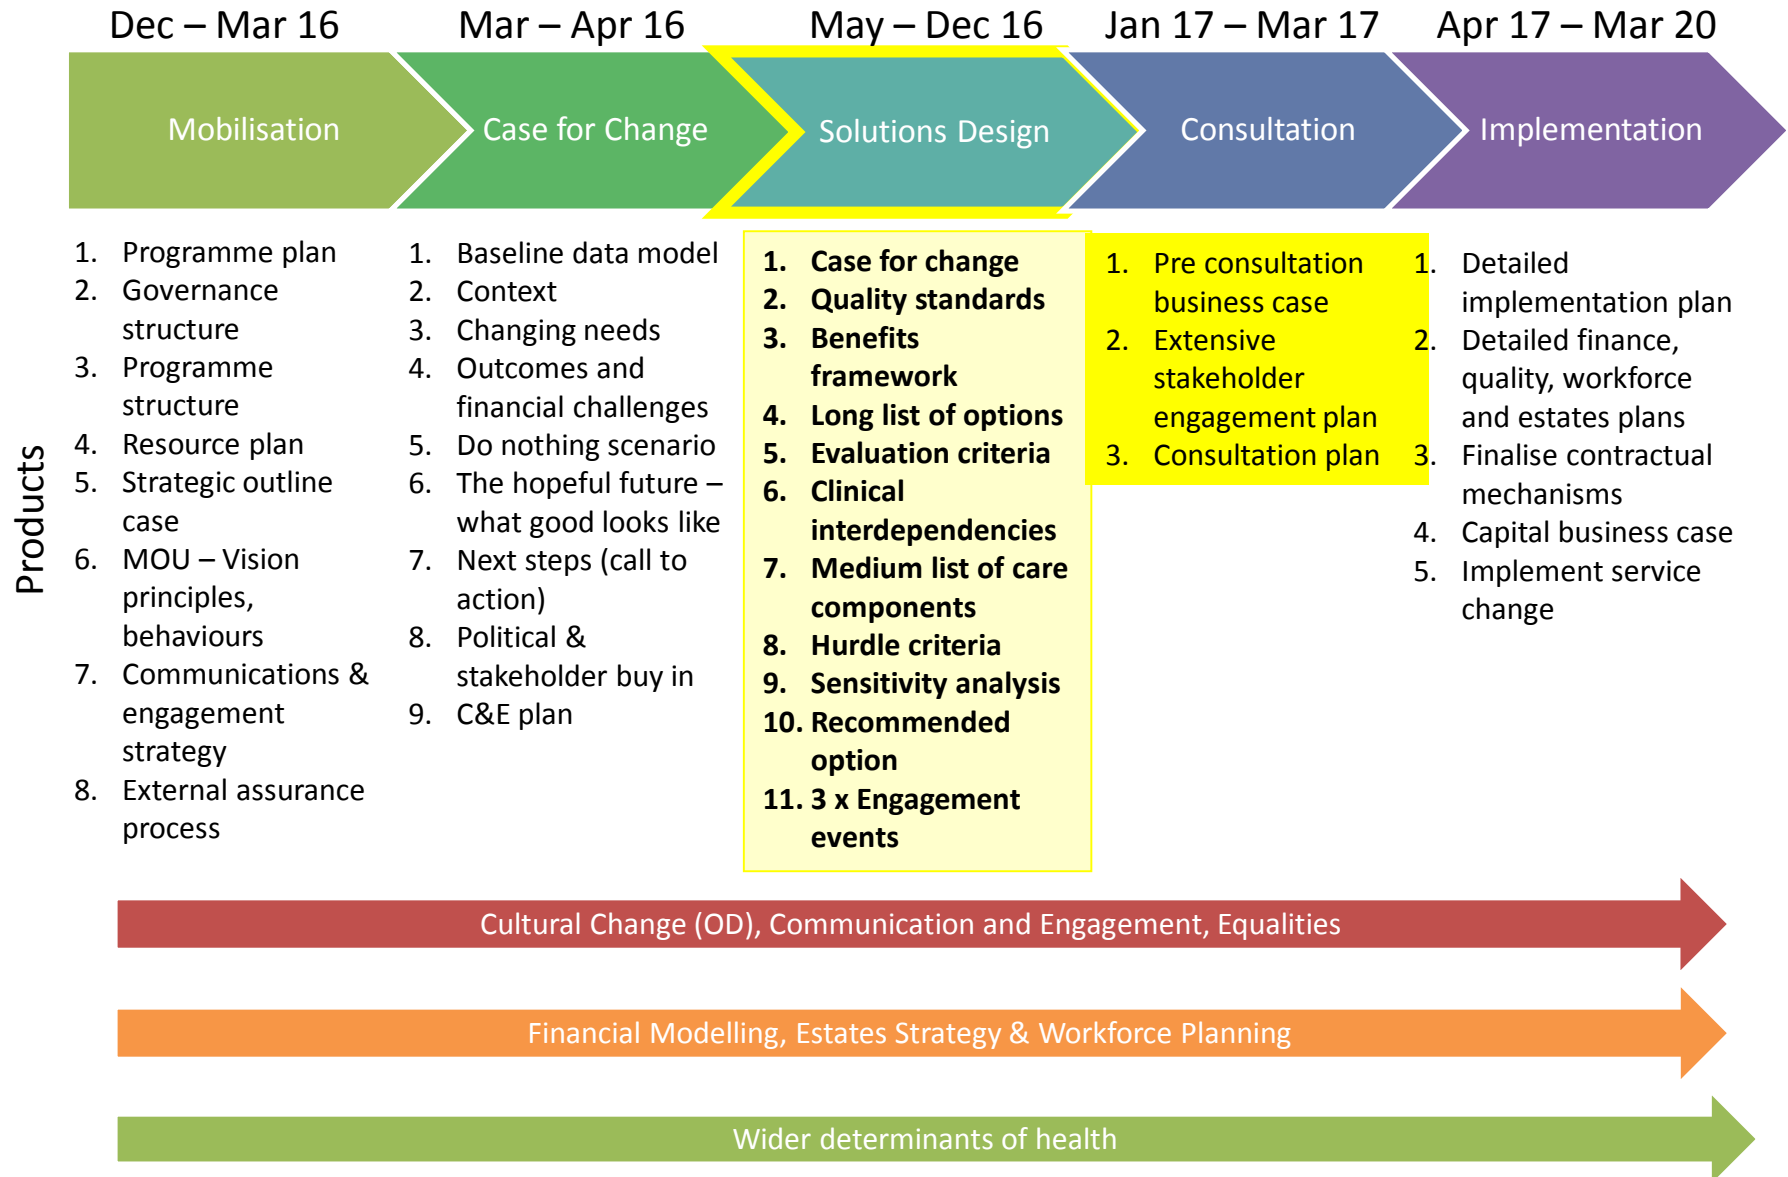 Dec – Mar 16
Mar – Apr 16
May – Dec 16
Jan 17 – Mar 17
Apr 17 – Mar 20
Mobilisation
Case for Change
Solutions Design
Consultation
Implementation
Products
1. Programme plan
2. Governance
structure
3. Programme
structure
4. Resource plan
5. Strategic outline
case
6. MOU – Vision
principles,
behaviours
7. Communications &
engagement
strategy
8. External assurance
process
1. Baseline data model
2. Context
3. Changing needs
4. Outcomes and
financial challenges
5. Do nothing scenario
6. The hopeful future –
what good looks like
7. Next steps (call to
action)
8. Political &
stakeholder buy in
9. C&E plan
1. Case for change
2. Quality standards
3. Benefits
framework
4. Long list of options
5. Evaluation criteria
6. Clinical
interdependencies
7. Medium list of care
components
8. Hurdle criteria
9. Sensitivity analysis
10. Recommended
option
11. 3 x Engagement
events
1. Pre consultation
business case
2. Extensive
stakeholder
engagement plan
3. Consultation plan
1. Detailed
implementation plan
2. Detailed finance,
quality, workforce
and estates plans
3. Finalise contractual
mechanisms
4. Capital business case
5. Implement service
change
Cultural Change (OD), Communication and Engagement, Equalities
Financial Modelling, Estates Strategy & Workforce Planning
Wider determinants of health